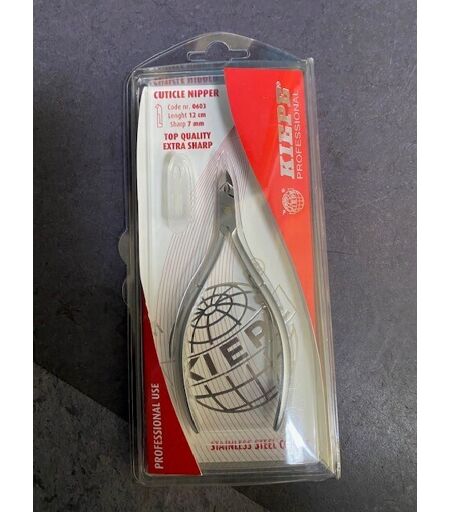 CUTICLE NIPPER
Code nr. 0603
Lenght 12 cm
Sharp 7 mm
TOP QUALITY
EXTRA SHARP
KIEPE®
PROFESSIONAL
KIEPE
PROFESSIONAL USE
STAINLESS STEEL